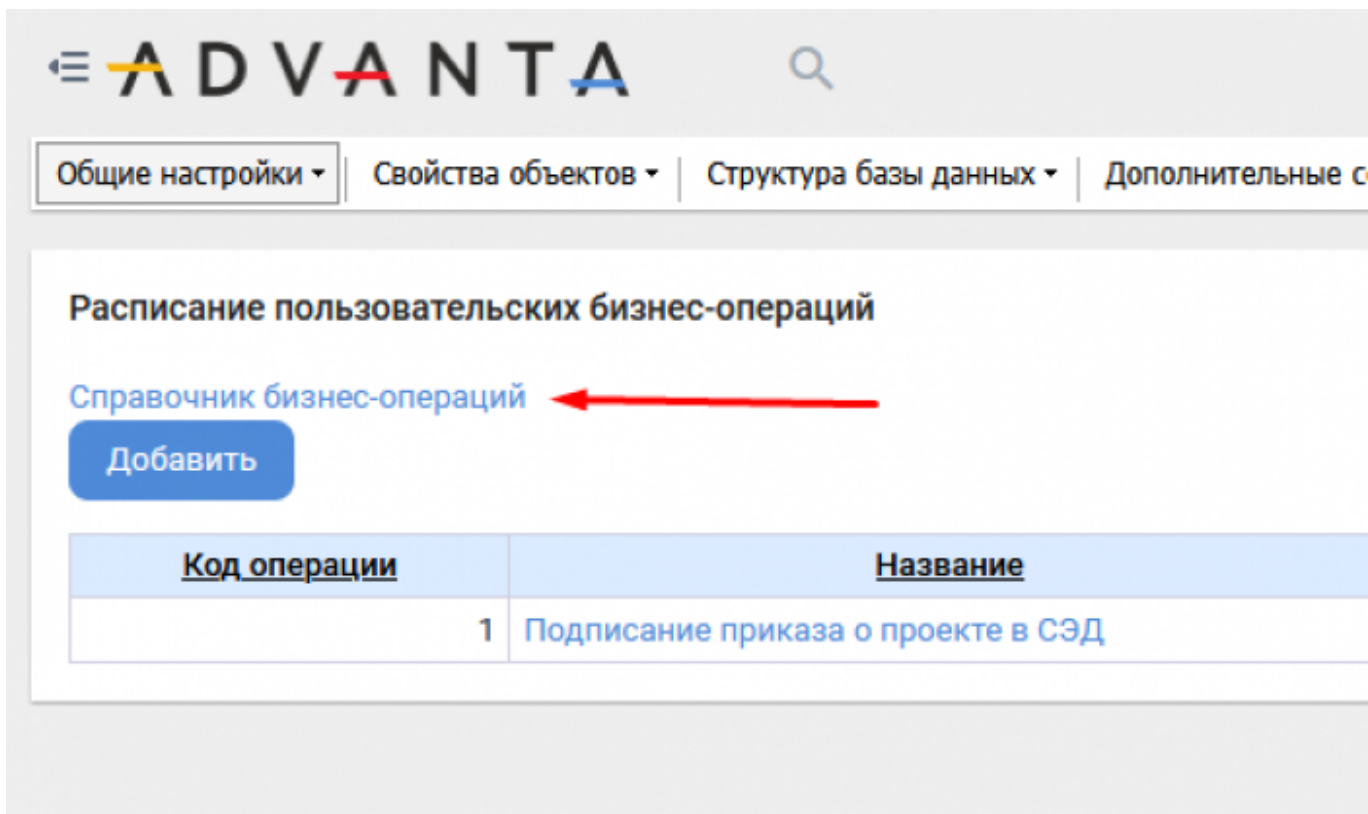 ADVANTA
Общие настройки Свойства объектов Структура базы данных Дополнительные
Расписание пользовательских бизнес-операций
Справочник бизнес-операций
Добавить
Код операции Название
1 Подписание приказа о проекте в СЭД